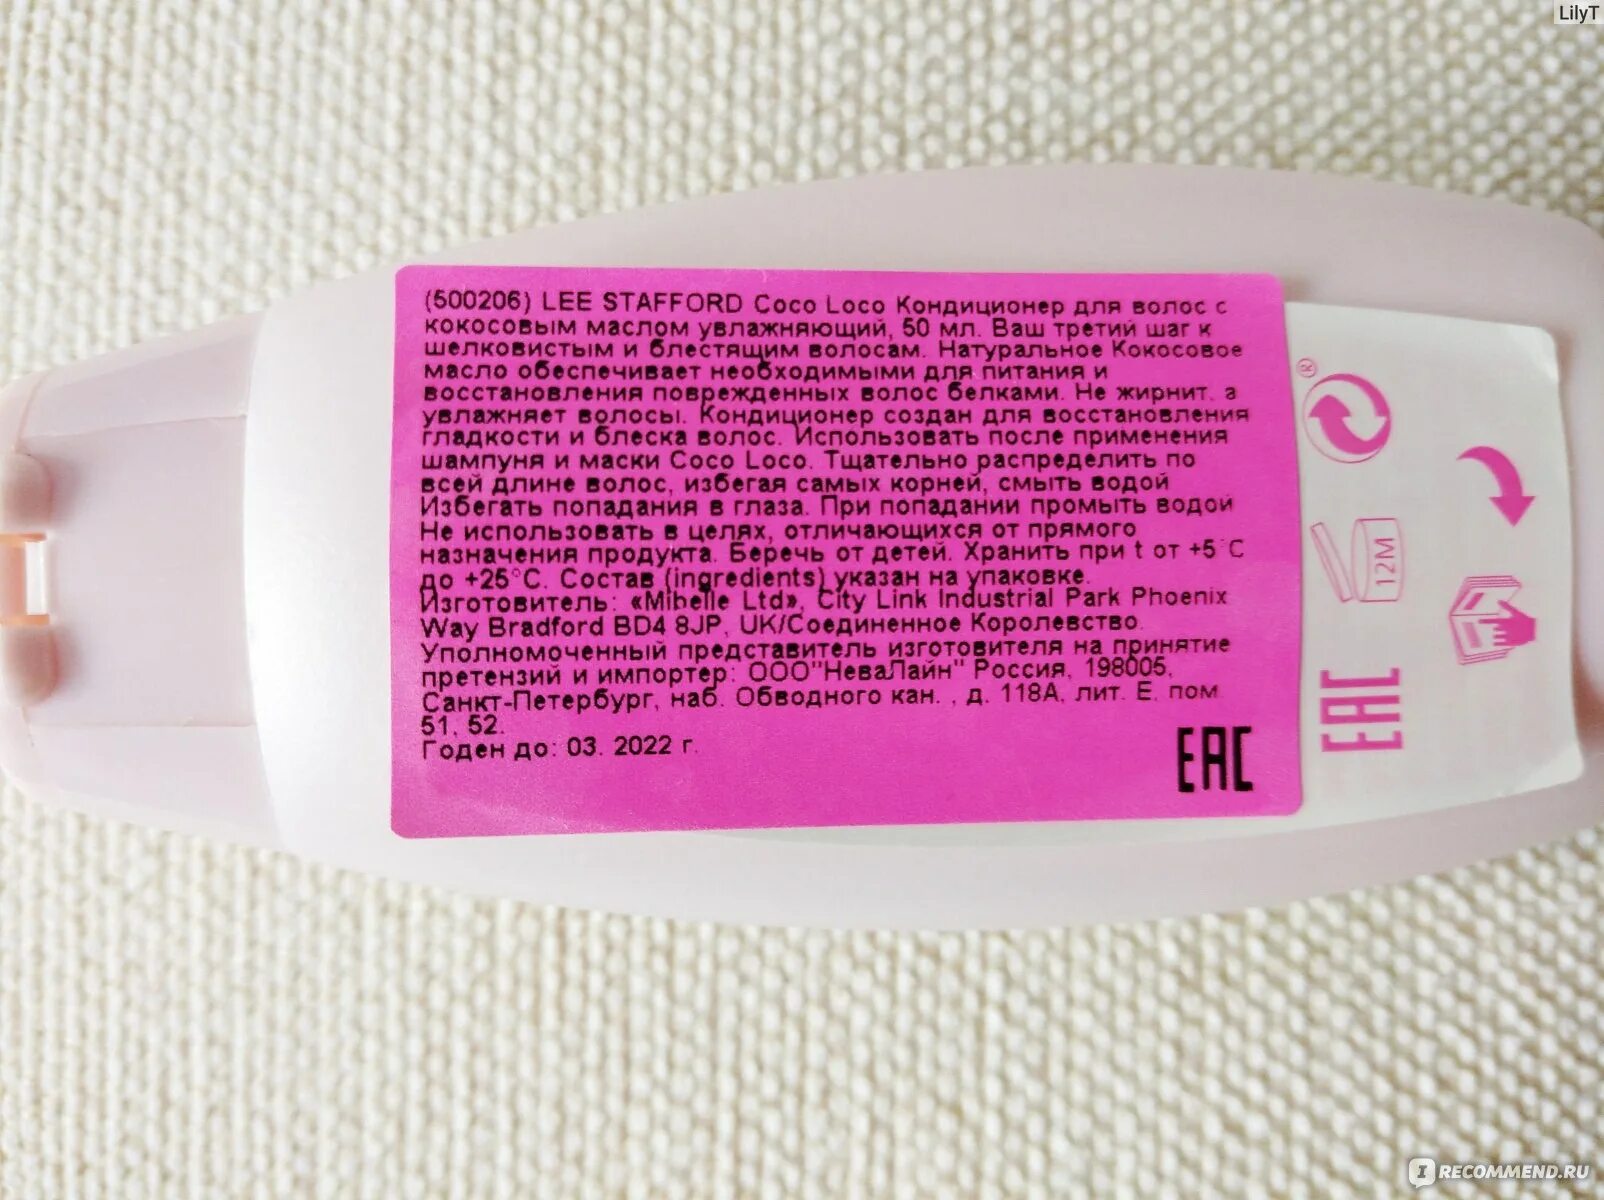 LilyT
(500206) LEE STAFFORD Coco Loco Кондиционер для волос с
кокосовым маслом увлажняющий, 50 мл. Ваш третий шаг к
шелковистым и блестящим волосам. Натуральное Кокосовое
масло обеспечивает необходимыми для питания и
восстановления поврежденных волос белками. Не жирнит, а
увлажняет волосы. Кондиционер создан для восстановления
гладкости и блеска волос. Использовать после применения
шампуня и маски Coco Loco. Тщательно распределить по
всей длине волос, избегая самых корней, смыть водой
Избегать попадания в глаза. При попадании промыть водой
Не использовать в целях, отличающихся от прямого
назначения продукта. Беречь от детей. Хранить при t от +5°C
до +25°C. Состав (ingredients) указан на упаковке.
Изготовитель: «Mibelle Ltd», City Link Industrial Park Phoenix
Way Bradford BD4 8JP, UK/Соединенное Королевство.
Уполномоченный представитель изготовителя на принятие
претензий и импортер: ООО"НеваЛайн" Россия, 198005,
Санкт-Петербург, наб. Обводного кан. , д. 118А, лит. Е, пом
51, 52.
Годен до: 03. 2022 г.
EAC
®
12M
EAC
IRECOMMEND.RU